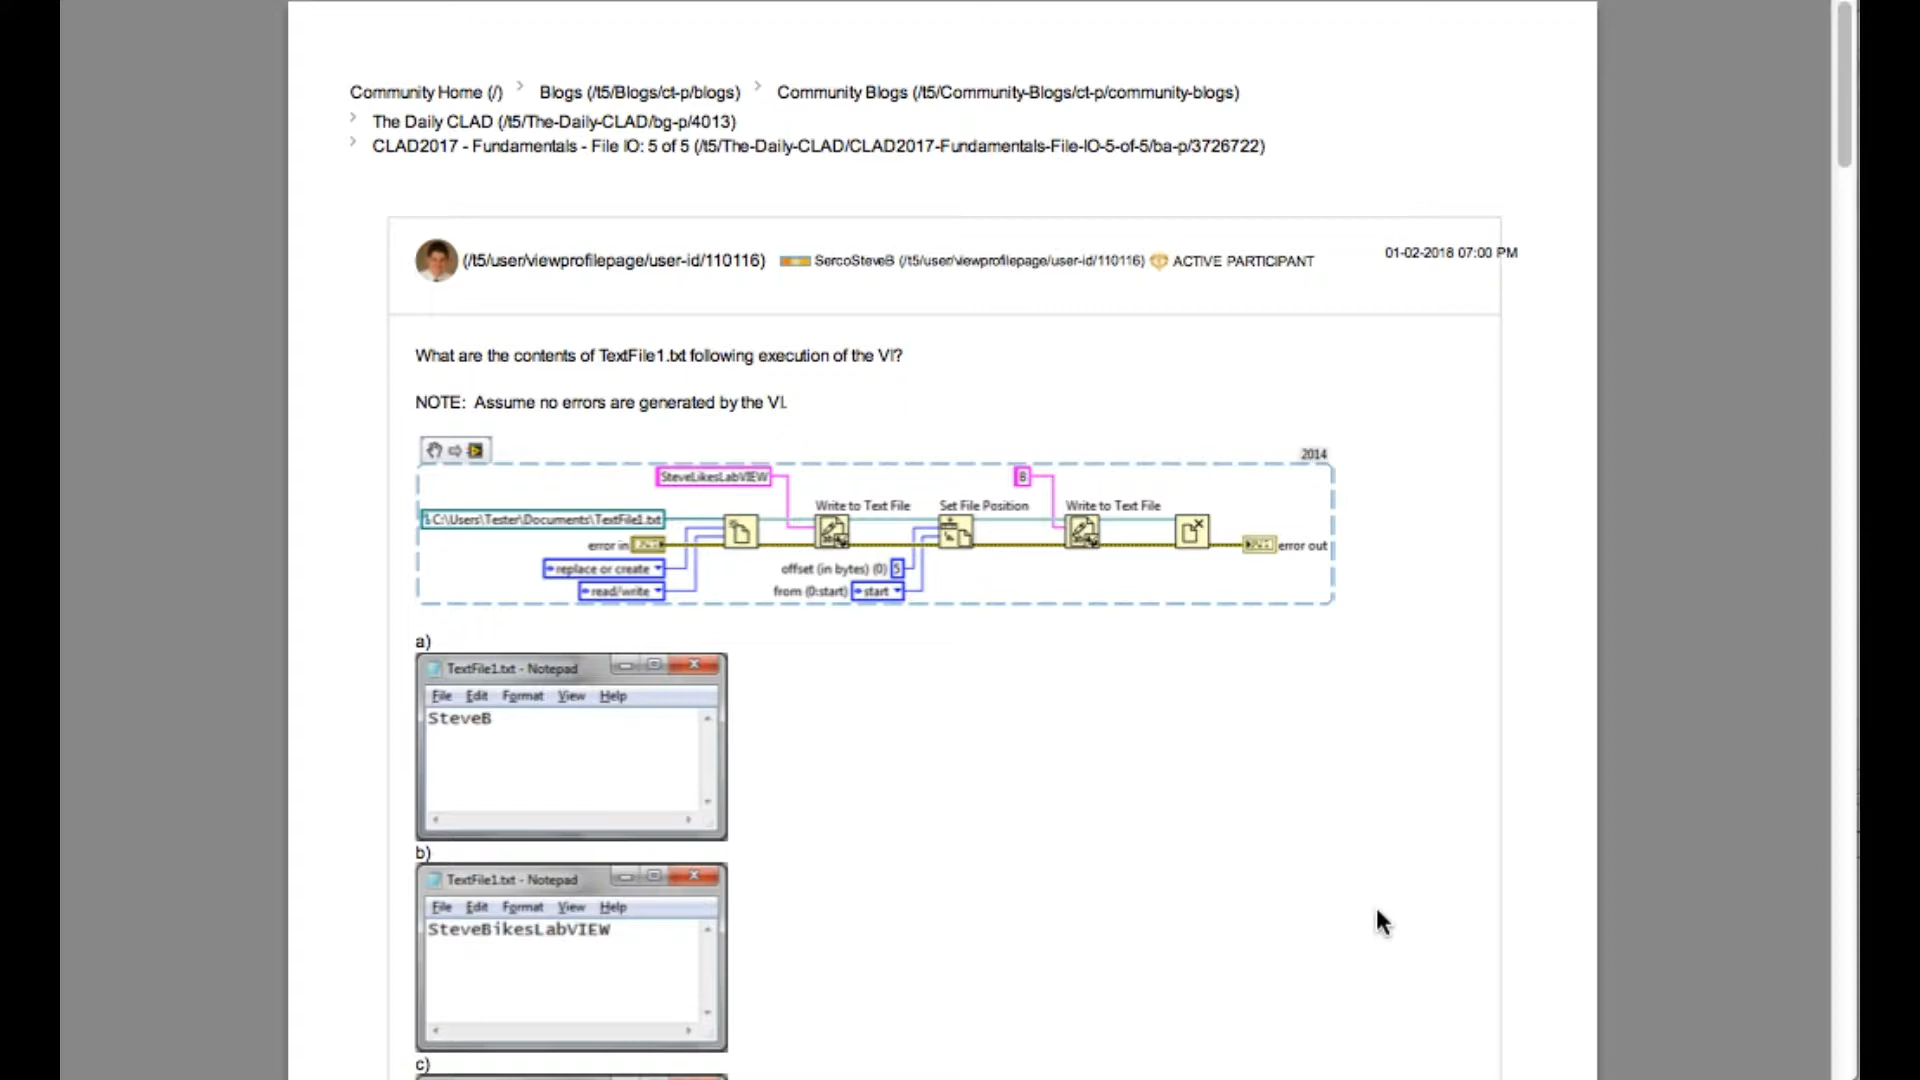 Community Home (/) > Blogs (/t5/Blogs/ct-p/blogs) > Community Blogs (/t5/Community-Blogs/ct-p/community-blogs)
> The Daily CLAD (/t5/The-Daily-CLAD/bg-p/4013)
> CLAD2017 - Fundamentals - File IO: 5 of 5 (/t5/The-Daily-CLAD/CLAD2017-Fundamentals-File-IO-5-of-5/ba-p/3726722)
(/t5/user/viewprofilepage/user-id/110116) SercoSteveB (/t5/user/viewprofilepage/user-id/110116) ACTIVE PARTICIPANT 01-02-2018 07:00 PM
What are the contents of TextFile1.txt following execution of the VI?
NOTE: Assume no errors are generated by the VI.
2014
SteveLikesLabVIEW B
Write to Text File Set File Position Write to Text File
C:\Users\Tester\Documents\TextFile1.txt
error in error out
replace or create offset (in bytes) (0) 5
read/write from (0:start) start
a)
TextFile1.txt - Notepad
File Edit Format View Help
SteveB
b)
TextFile1.txt - Notepad
File Edit Format View Help
SteveBikesLabVIEW
c)